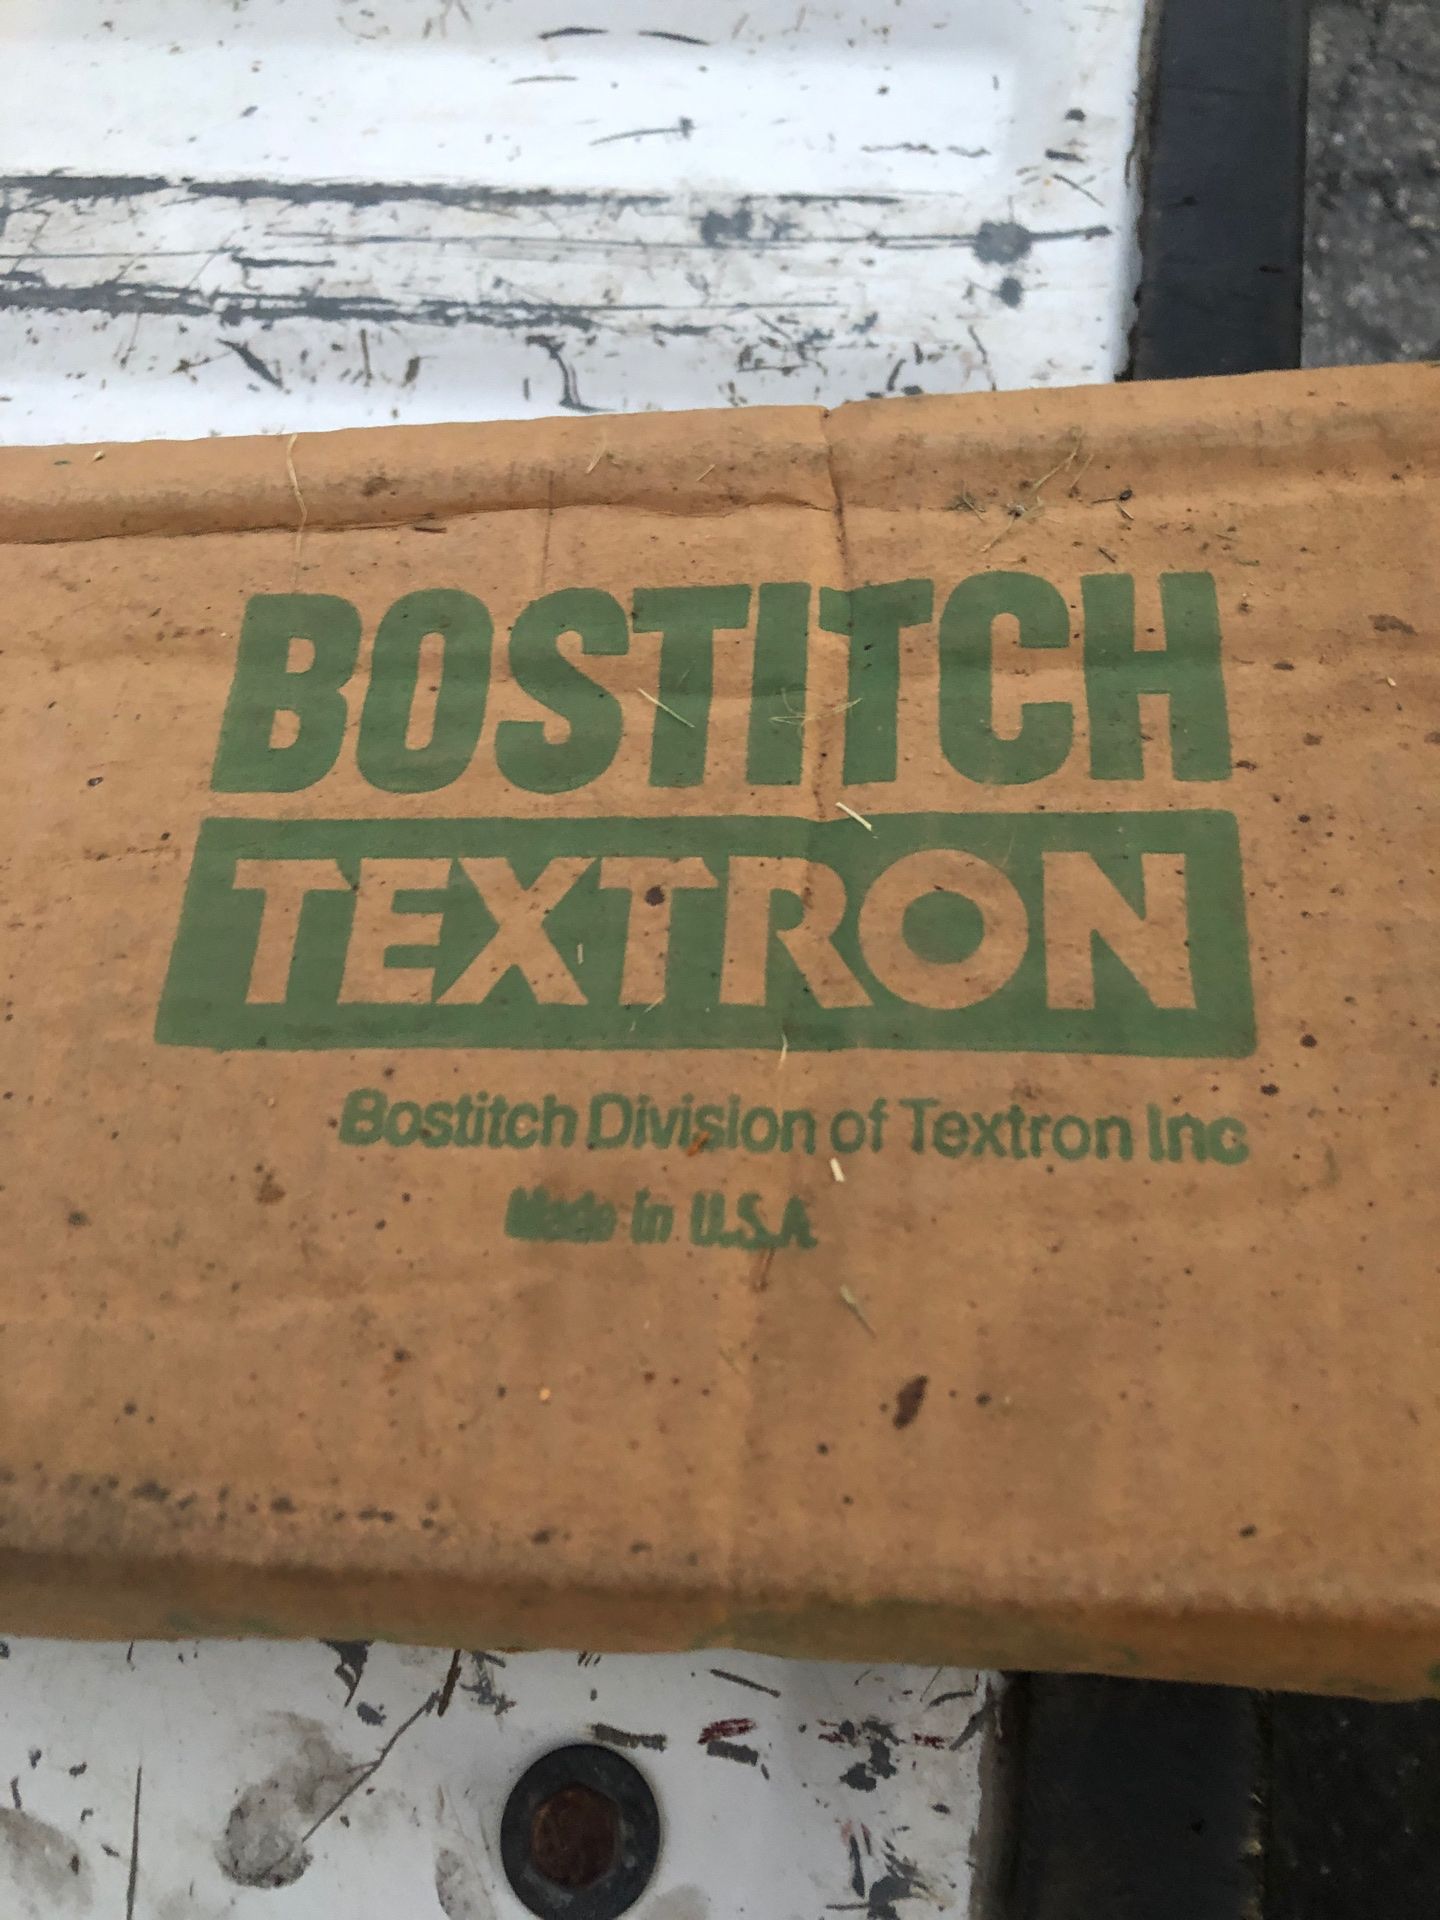 BOSTITCH
TEXTRON
Bostitch Division of Textron Inc
Made in U.S.A